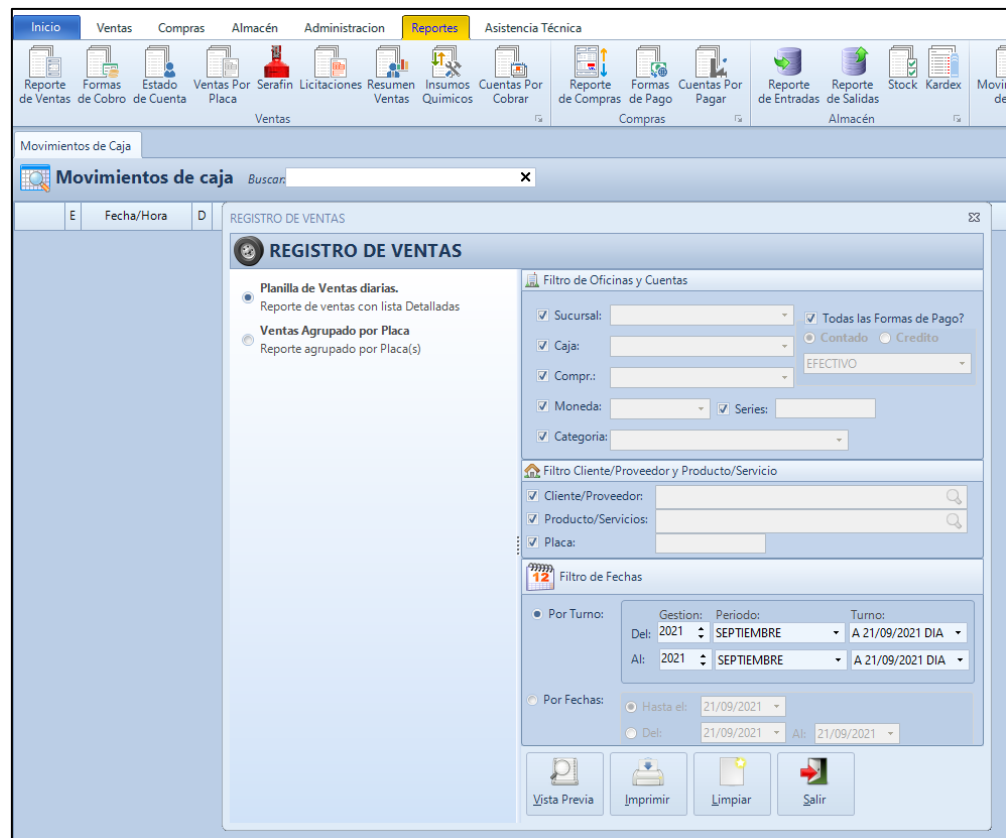 Inicio Ventas Compras Almacén Administracion Reportes Asistencia Técnica
Reporte de Ventas
Formas de Cobro
Estado de Cuenta
Ventas Por Placa
Serafin
Licitaciones
Resumen Ventas
Insumos Quimicos
Cuentas Por Cobrar
Reporte de Compras
Formas de Pago
Cuentas Por Pagar
Reporte de Entradas
Reporte de Salidas
Stock
Kardex
Ventas Compras Almacén
Movimientos de Caja
Movimientos de caja Buscar:
E Fecha/Hora D
REGISTRO DE VENTAS
REGISTRO DE VENTAS
Planilla de Ventas diarias.
Reporte de ventas con lista Detalladas
Ventas Agrupado por Placa
Reporte agrupado por Placa(s)
Filtro de Oficinas y Cuentas
Sucursal:
Todas las Formas de Pago?
Caja:
Contado Credito
EFECTIVO
Compr.:
Moneda: Series:
Categoria:
Filtro Cliente/Proveedor y Producto/Servicio
Cliente/Proveedor:
Producto/Servicios:
Placa:
12 Filtro de Fechas
Por Turno:
Gestion: Periodo: Turno:
Del: 2021 SEPTIEMBRE A 21/09/2021 DIA
Al: 2021 SEPTIEMBRE A 21/09/2021 DIA
Por Fechas:
Hasta el: 21/09/2021
Del: 21/09/2021 Al: 21/09/2021
Vista Previa Imprimir Limpiar Salir